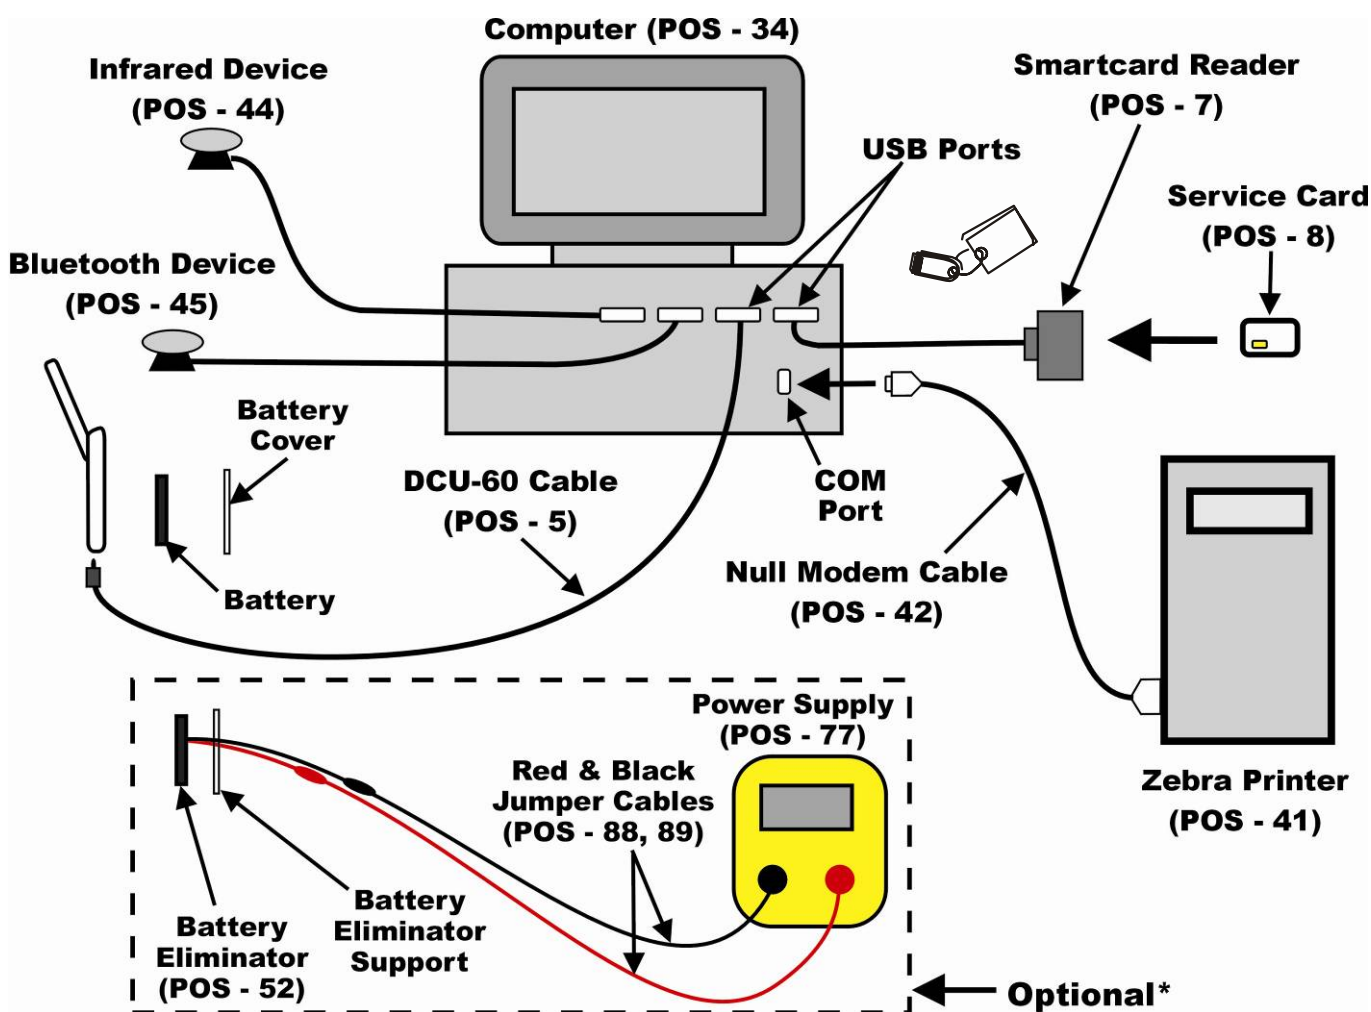 Computer (POS - 34)
Infrared Device
(POS - 44)
Smartcard Reader
(POS - 7)
USB Ports
Service Card
(POS - 8)
Bluetooth Device
(POS - 45)
Battery
Cover
DCU-60 Cable
(POS - 5)
COM
Port
Battery
Null Modem Cable
(POS - 42)
Zebra Printer
(POS - 41)
Power Supply
(POS - 77)
Red & Black
Jumper Cables
(POS - 88, 89)
Battery
Eliminator
Support
Battery
Eliminator
(POS - 52)
Optional*